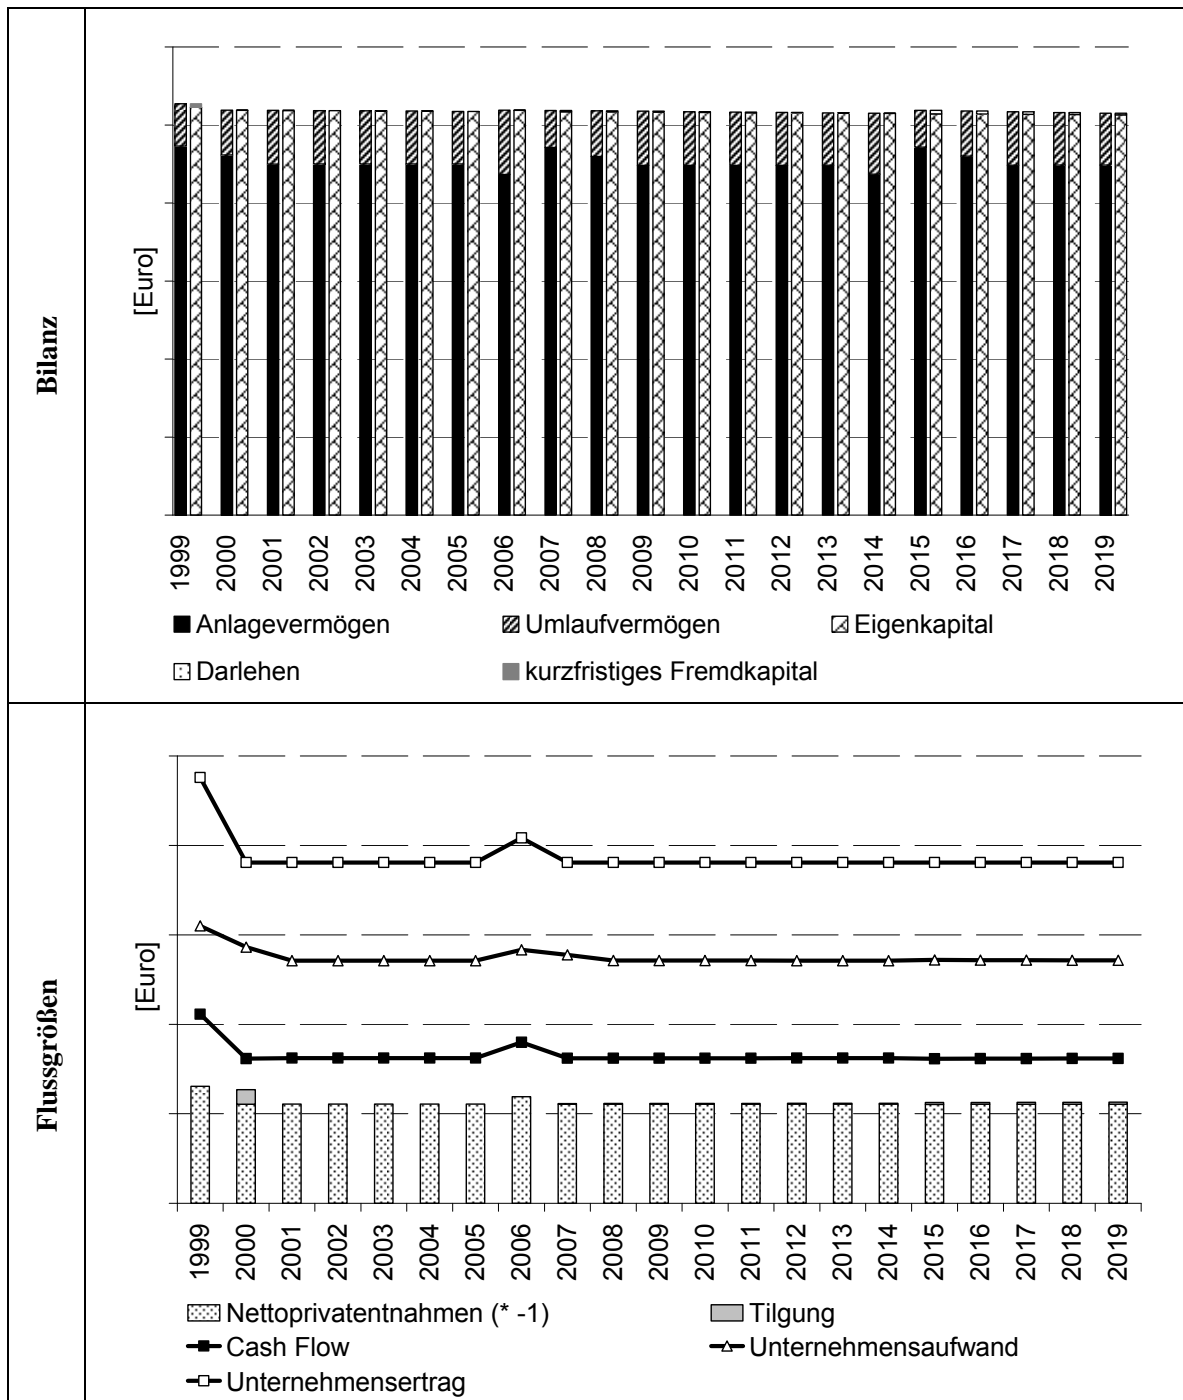 Bilanz
[Euro]
1999 2000 2001 2002 2003 2004 2005 2006 2007 2008 2009 2010 2011 2012 2013 2014 2015 2016 2017 2018 2019
Anlagevermögen Umlaufvermögen Eigenkapital
Darlehen kurzfristiges Fremdkapital
Flussgrößen
[Euro]
1999 2000 2001 2002 2003 2004 2005 2006 2007 2008 2009 2010 2011 2012 2013 2014 2015 2016 2017 2018 2019
Nettoprivatentnahmen (* -1) Tilgung
Cash Flow Unternehmensaufwand
Unternehmensertrag